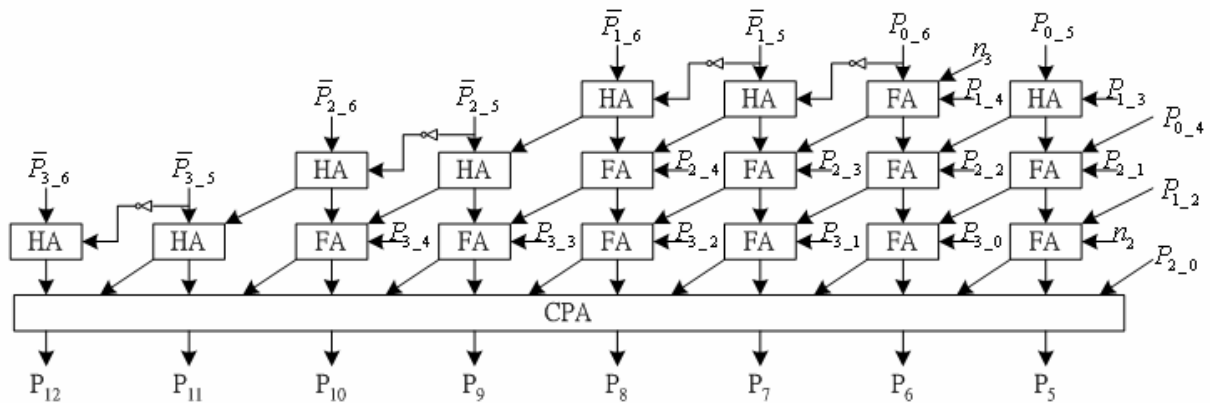 P̅1_6 P̅1_5 P0_6 P0_5
n3
HA HA FA P1_4 HA P1_3
P̅2_6 P̅2_5
P0_4
HA HA FA P2_4 FA P2_3 FA P2_2 FA P2_1
P̅3_6 P̅3_5
P1_2
HA HA FA P3_4 FA P3_3 FA P3_2 FA P3_1 FA P3_0 FA n2
P2_0
CPA
P12 P11 P10 P9 P8 P7 P6 P5